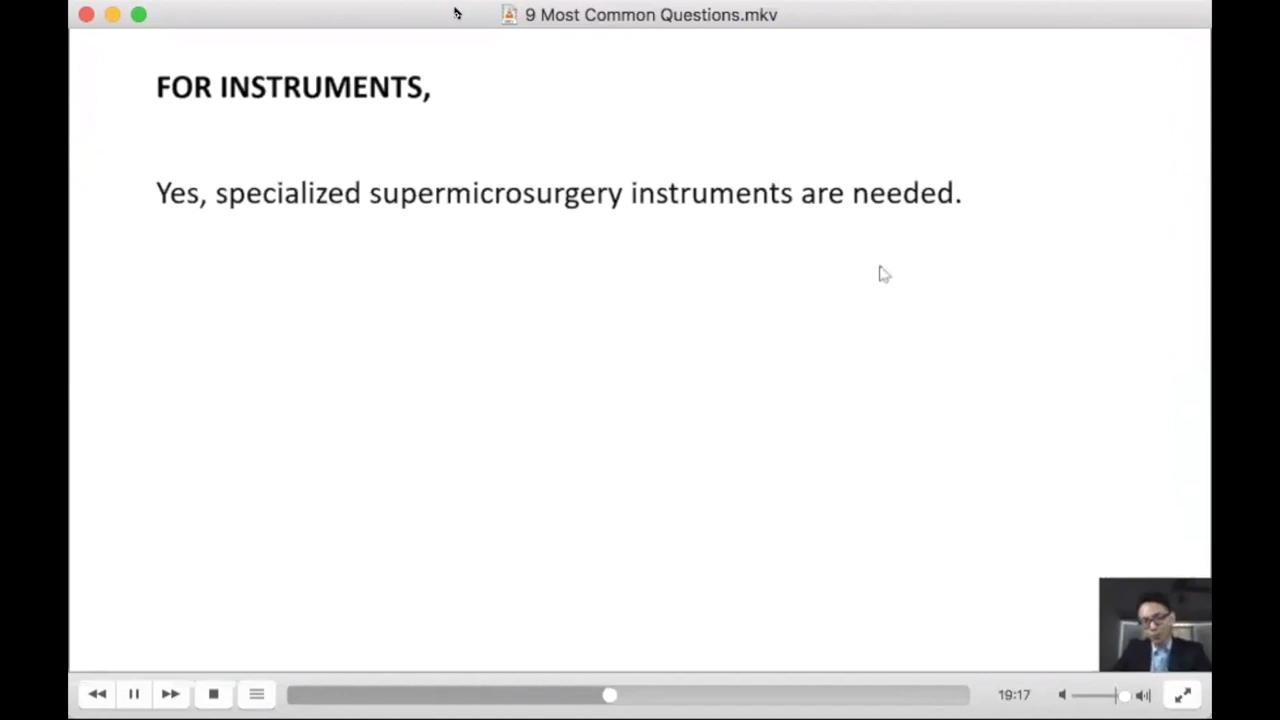 9 Most Common Questions.mkv
FOR INSTRUMENTS,
Yes, specialized supermicrosurgery instruments are needed.
19:17